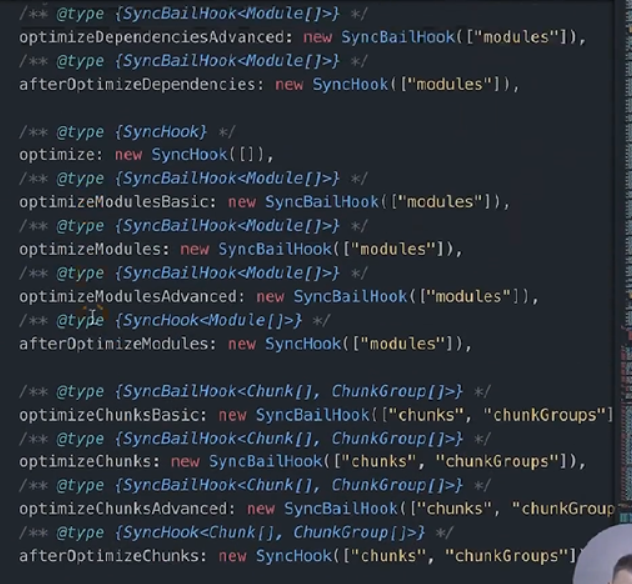 /** @type {SyncBailHook<Module[]>} */
optimizeDependenciesAdvanced: new SyncBailHook(["modules"]),
/** @type {SyncBailHook<Module[]>} */
afterOptimizeDependencies: new SyncHook(["modules"]),
/** @type {SyncHook} */
optimize: new SyncHook([]),
/** @type {SyncBailHook<Module[]>} */
optimizeModulesBasic: new SyncBailHook(["modules"]),
/** @type {SyncBailHook<Module[]>} */
optimizeModules: new SyncBailHook(["modules"]),
/** @type {SyncBailHook<Module[]>} */
optimizeModulesAdvanced: new SyncBailHook(["modules"]),
/** @type {SyncHook<Module[]>} */
afterOptimizeModules: new SyncHook(["modules"]),
/** @type {SyncBailHook<Chunk[], ChunkGroup[]>} */
optimizeChunksBasic: new SyncBailHook(["chunks", "chunkGroups"]
/** @type {SyncBailHook<Chunk[], ChunkGroup[]>} */
optimizeChunks: new SyncBailHook(["chunks", "chunkGroups"]),
/** @type {SyncBailHook<Chunk[], ChunkGroup[]>} */
optimizeChunksAdvanced: new SyncBailHook(["chunks", "chunkGroup
/** @type {SyncHook<Chunk[], ChunkGroup[]>} */
afterOptimizeChunks: new SyncHook(["chunks", "chunkGroups"]